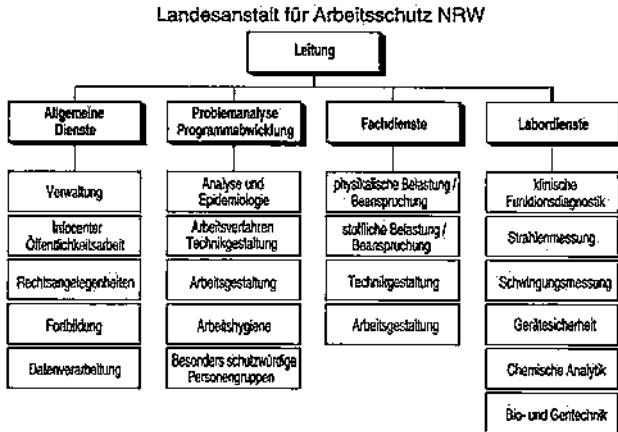 Landesanstalt für Arbeitsschutz NRW
Leitung
Allgemeine
Dienste
Verwaltung
Infocenter
Öffentlichkeitsarbeit
Rechtsangelegenheiten
Fortbildung
Datenverarbeitung
Problemanalyse
Programmabwicklung
Analyse und
Epidemiologie
Arbeitsverfahren
Technikgestaltung
Arbeitsgestaltung
Arbeitshygiene
Besonders schutzwürdige
Personengruppen
Fachdienste
physikalische Belastung /
Beanspruchung
stoffliche Belastung /
Beanspruchung
Technikgestaltung
Arbeitsgestaltung
Labordienste
klinische
Funktionsdiagnostik
Strahlenmessung
Schwingungsmessung
Gerätesicherheit
Chemische Analytik
Bio- und Gentechnik